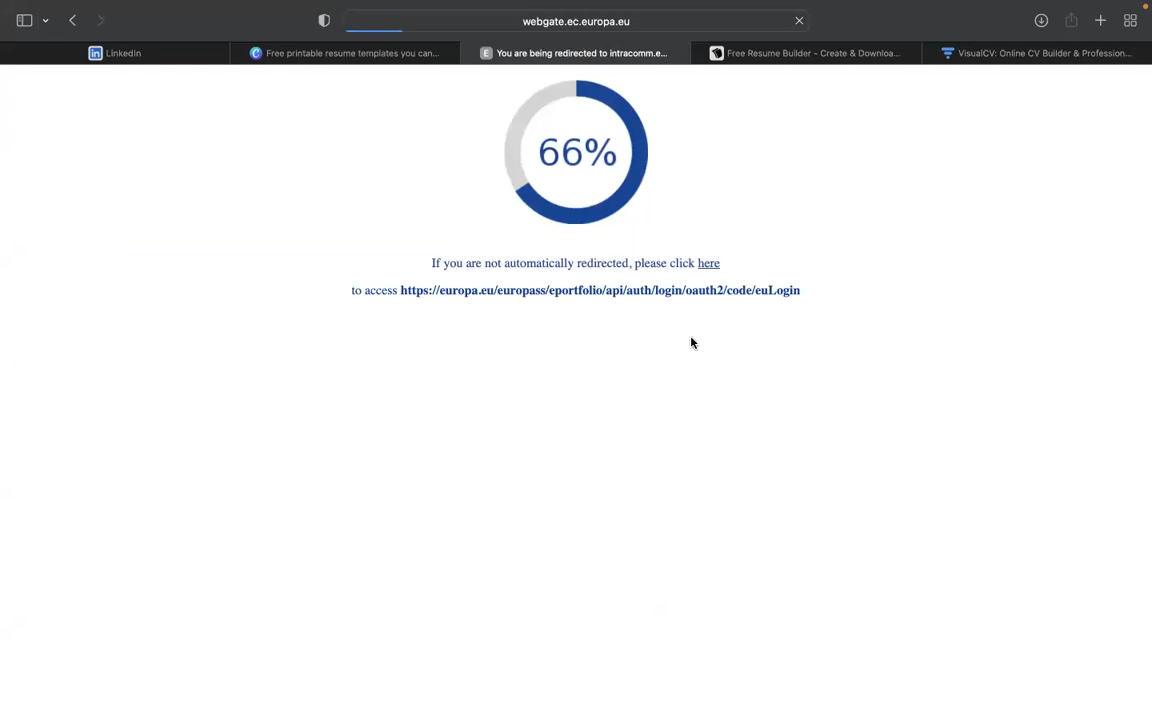 webgate.ec.europa.eu
LinkedIn
Free printable resume templates you can...
E
You are being redirected to intracomm.e...
Free Resume Builder - Create & Downloa...
VisualCV: Online CV Builder & Profession...
66%
If you are not automatically redirected, please click here
to access https://europa.eu/europass/eportfolio/api/auth/login/oauth2/code/euLogin